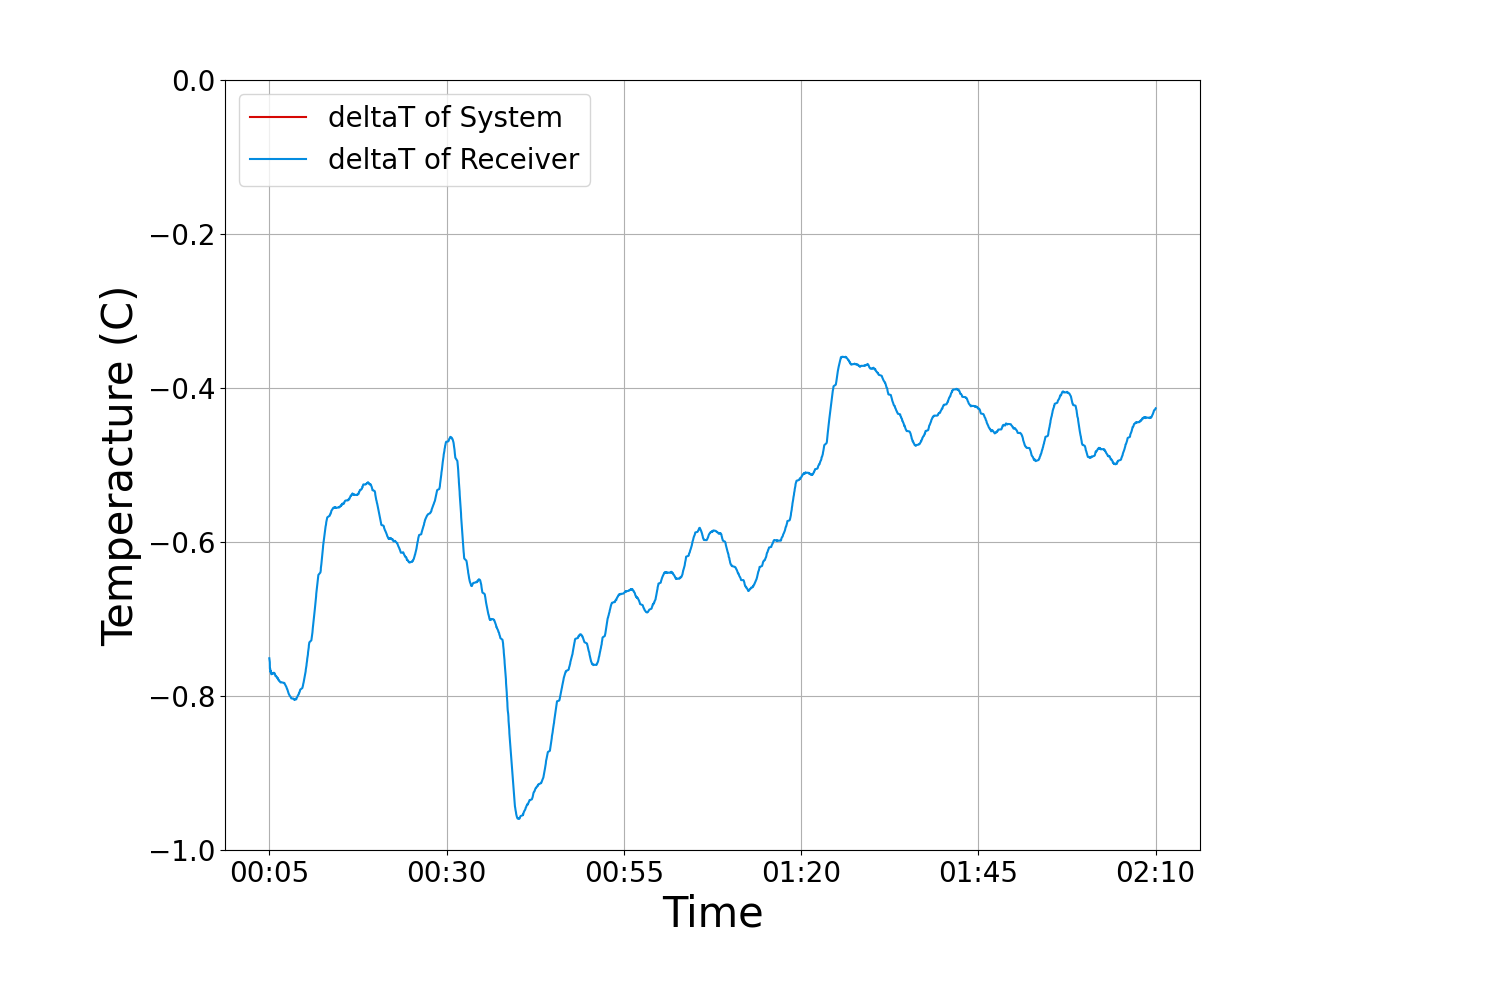 deltaT of System
deltaT of Receiver
Temperacture (C)
0.0
−0.2
−0.4
−0.6
−0.8
−1.0
00:05 00:30 00:55 01:20 01:45 02:10
Time